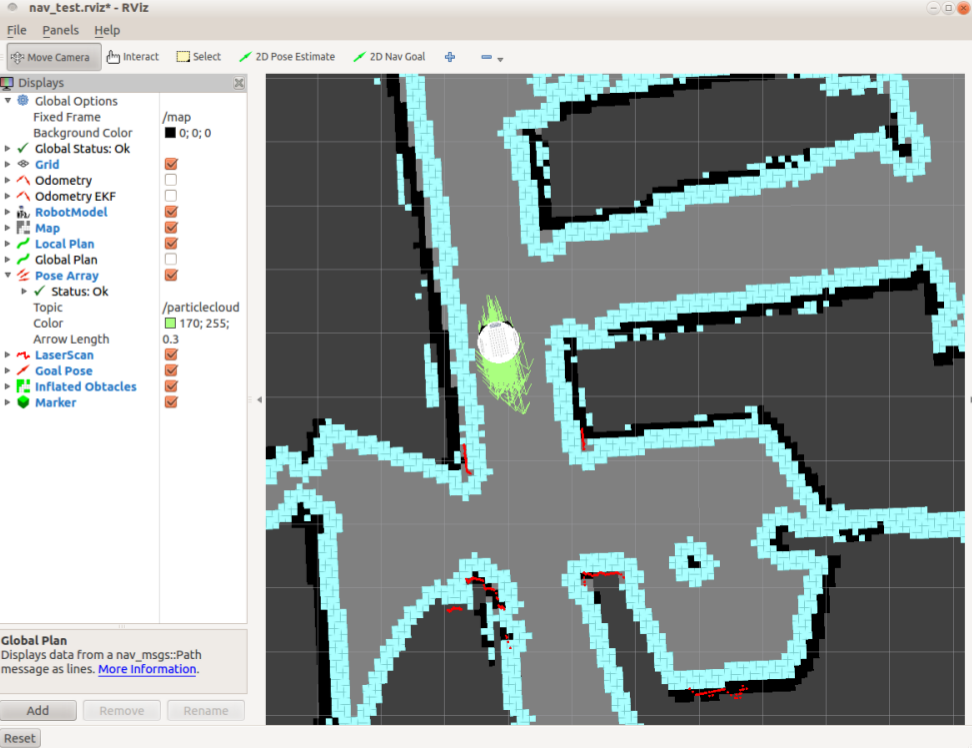 nav_test.rviz* - RViz
File Panels Help
Move Camera Interact Select 2D Pose Estimate 2D Nav Goal
Displays
Global Options
Fixed Frame /map
Background Color 0; 0; 0
Global Status: Ok
Grid
Odometry
Odometry EKF
RobotModel
Map
Local Plan
Global Plan
Pose Array
Status: Ok
Topic /particlecloud
Color 170; 255;
Arrow Length 0.3
LaserScan
Goal Pose
Inflated Obtacles
Marker
Global Plan
Displays data from a nav_msgs::Path
message as lines. More Information.
Add Remove Rename
Reset